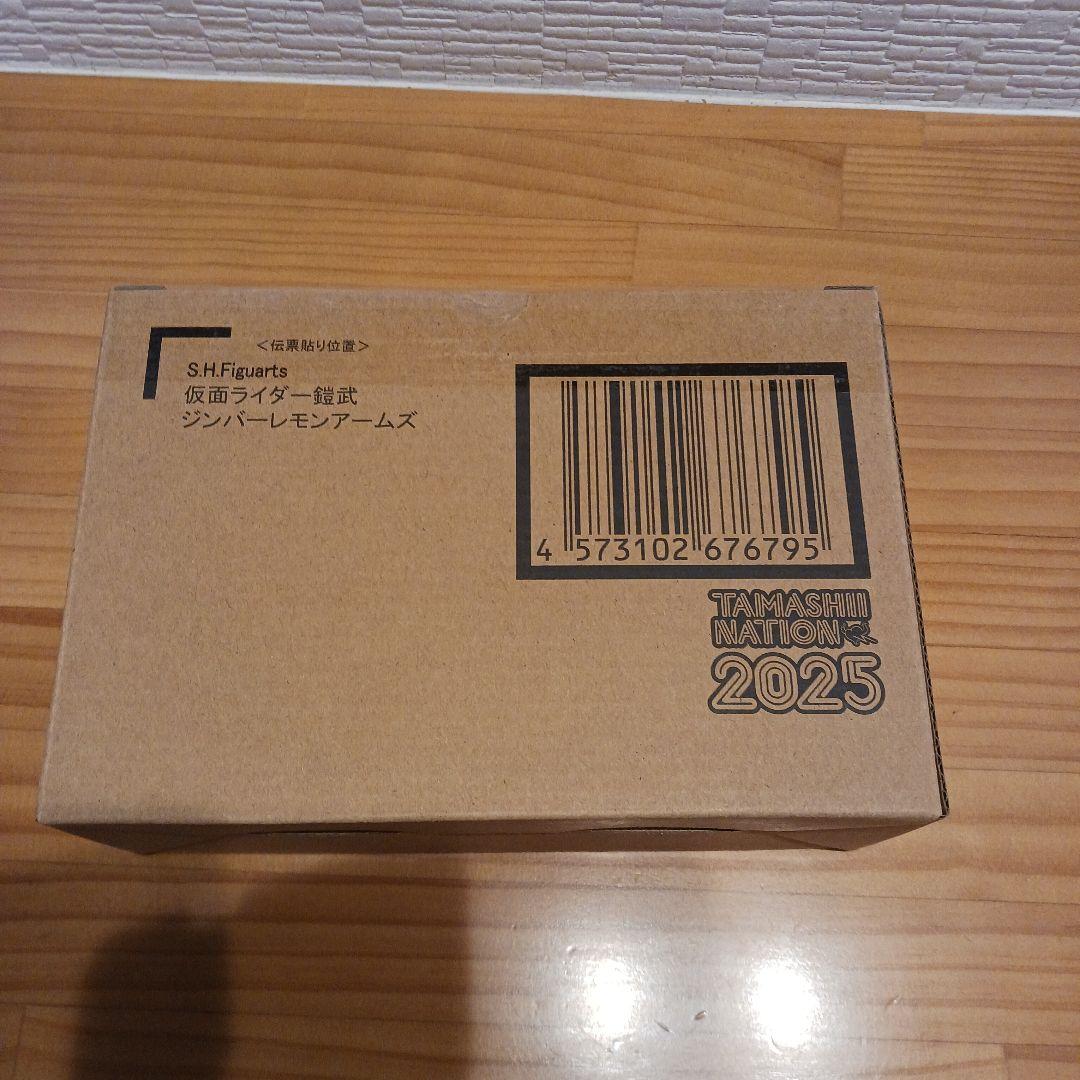 <伝票貼り位置>
S.H.Figuarts
仮面ライダー鎧武
ジンバーレモンアームズ
4 573102 676795
TAMASHII
NATION
2025